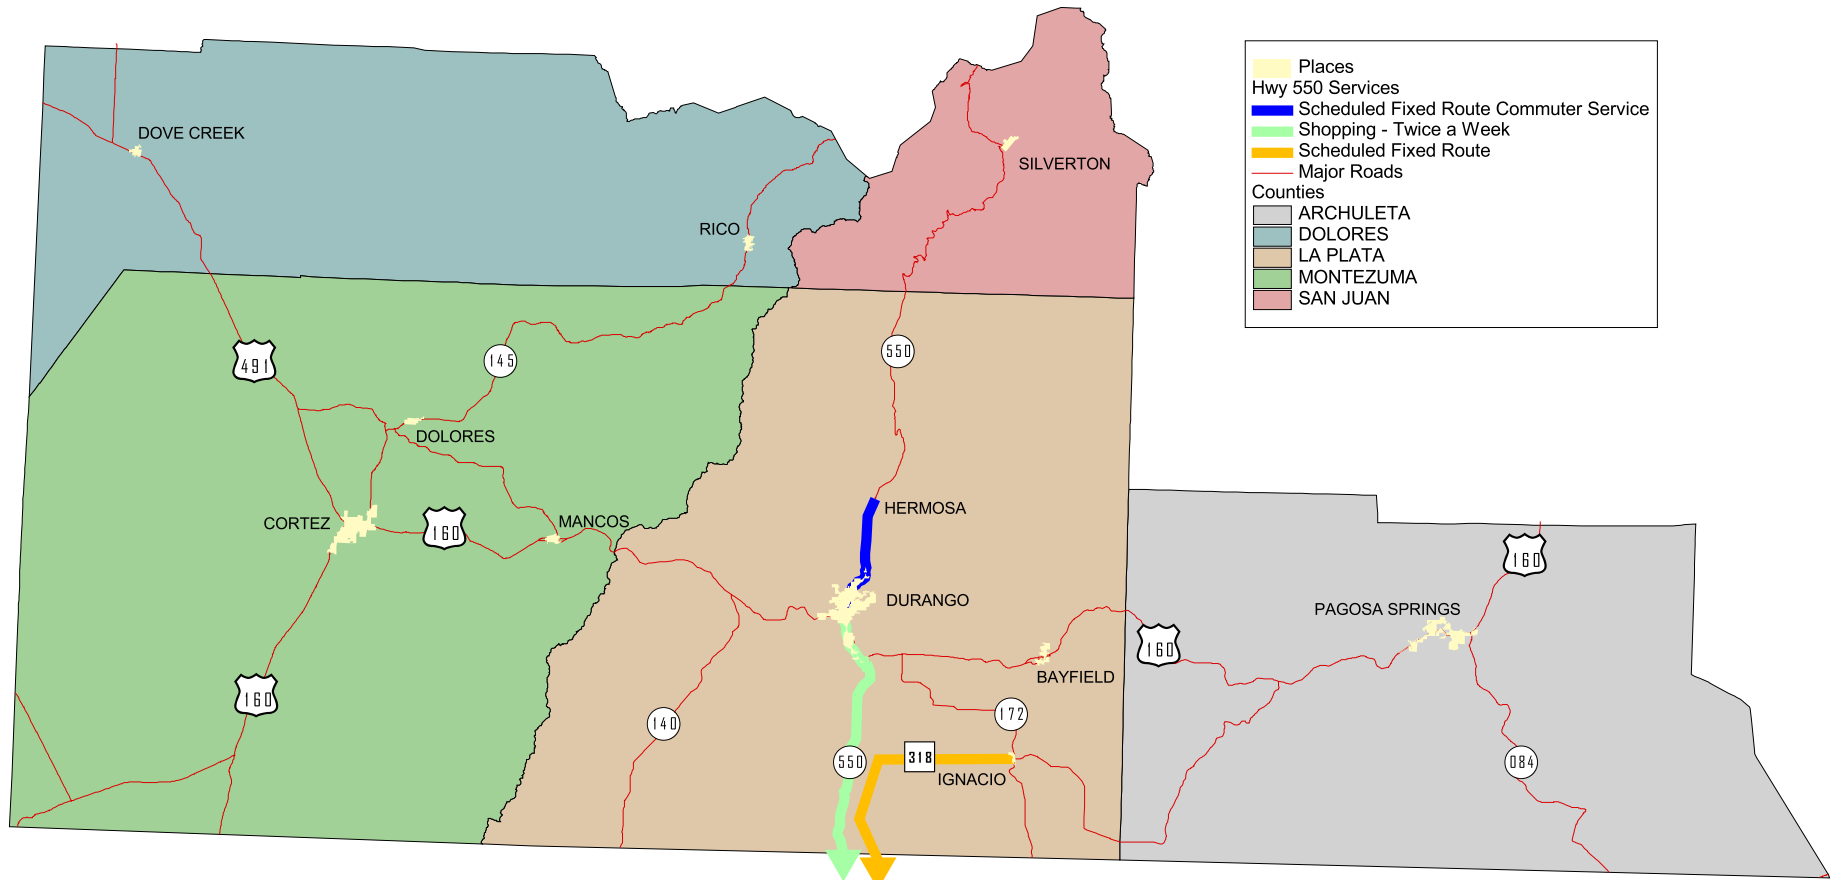 Places
Hwy 550 Services
Scheduled Fixed Route Commuter Service
Shopping - Twice a Week
Scheduled Fixed Route
Major Roads
Counties
ARCHULETA
DOLORES
LA PLATA
MONTEZUMA
SAN JUAN
DOVE CREEK
SILVERTON
RICO
491
145
550
DOLORES
CORTEZ
160
MANCOS
HERMOSA
160
DURANGO
PAGOSA SPRINGS
160
BAYFIELD
160
140
172
550
318
IGNACIO
084